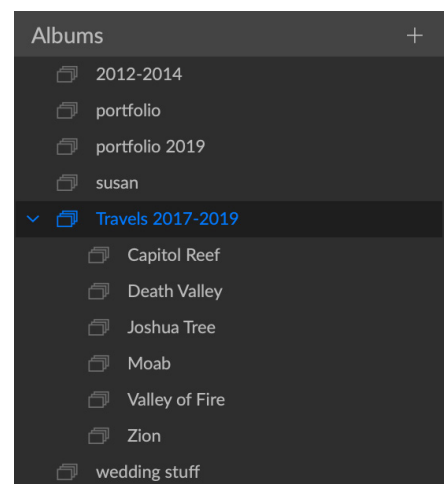 Albums
2012-2014
portfolio
portfolio 2019
susan
Travels 2017-2019
Capitol Reef
Death Valley
Joshua Tree
Moab
Valley of Fire
Zion
wedding stuff